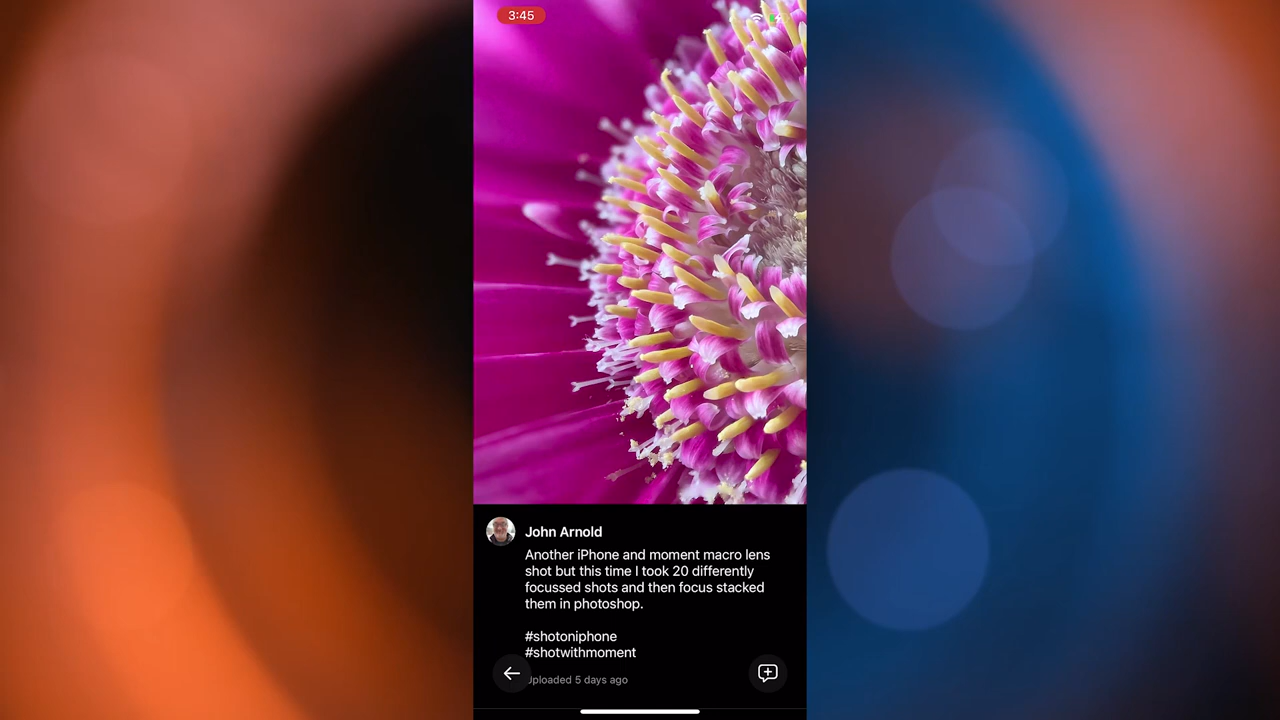 3:45
John Arnold
Another iPhone and moment macro lens
shot but this time I took 20 differently
focussed shots and then focus stacked
them in photoshop.
#shotoniphone
#shotwithmoment
Uploaded 5 days ago